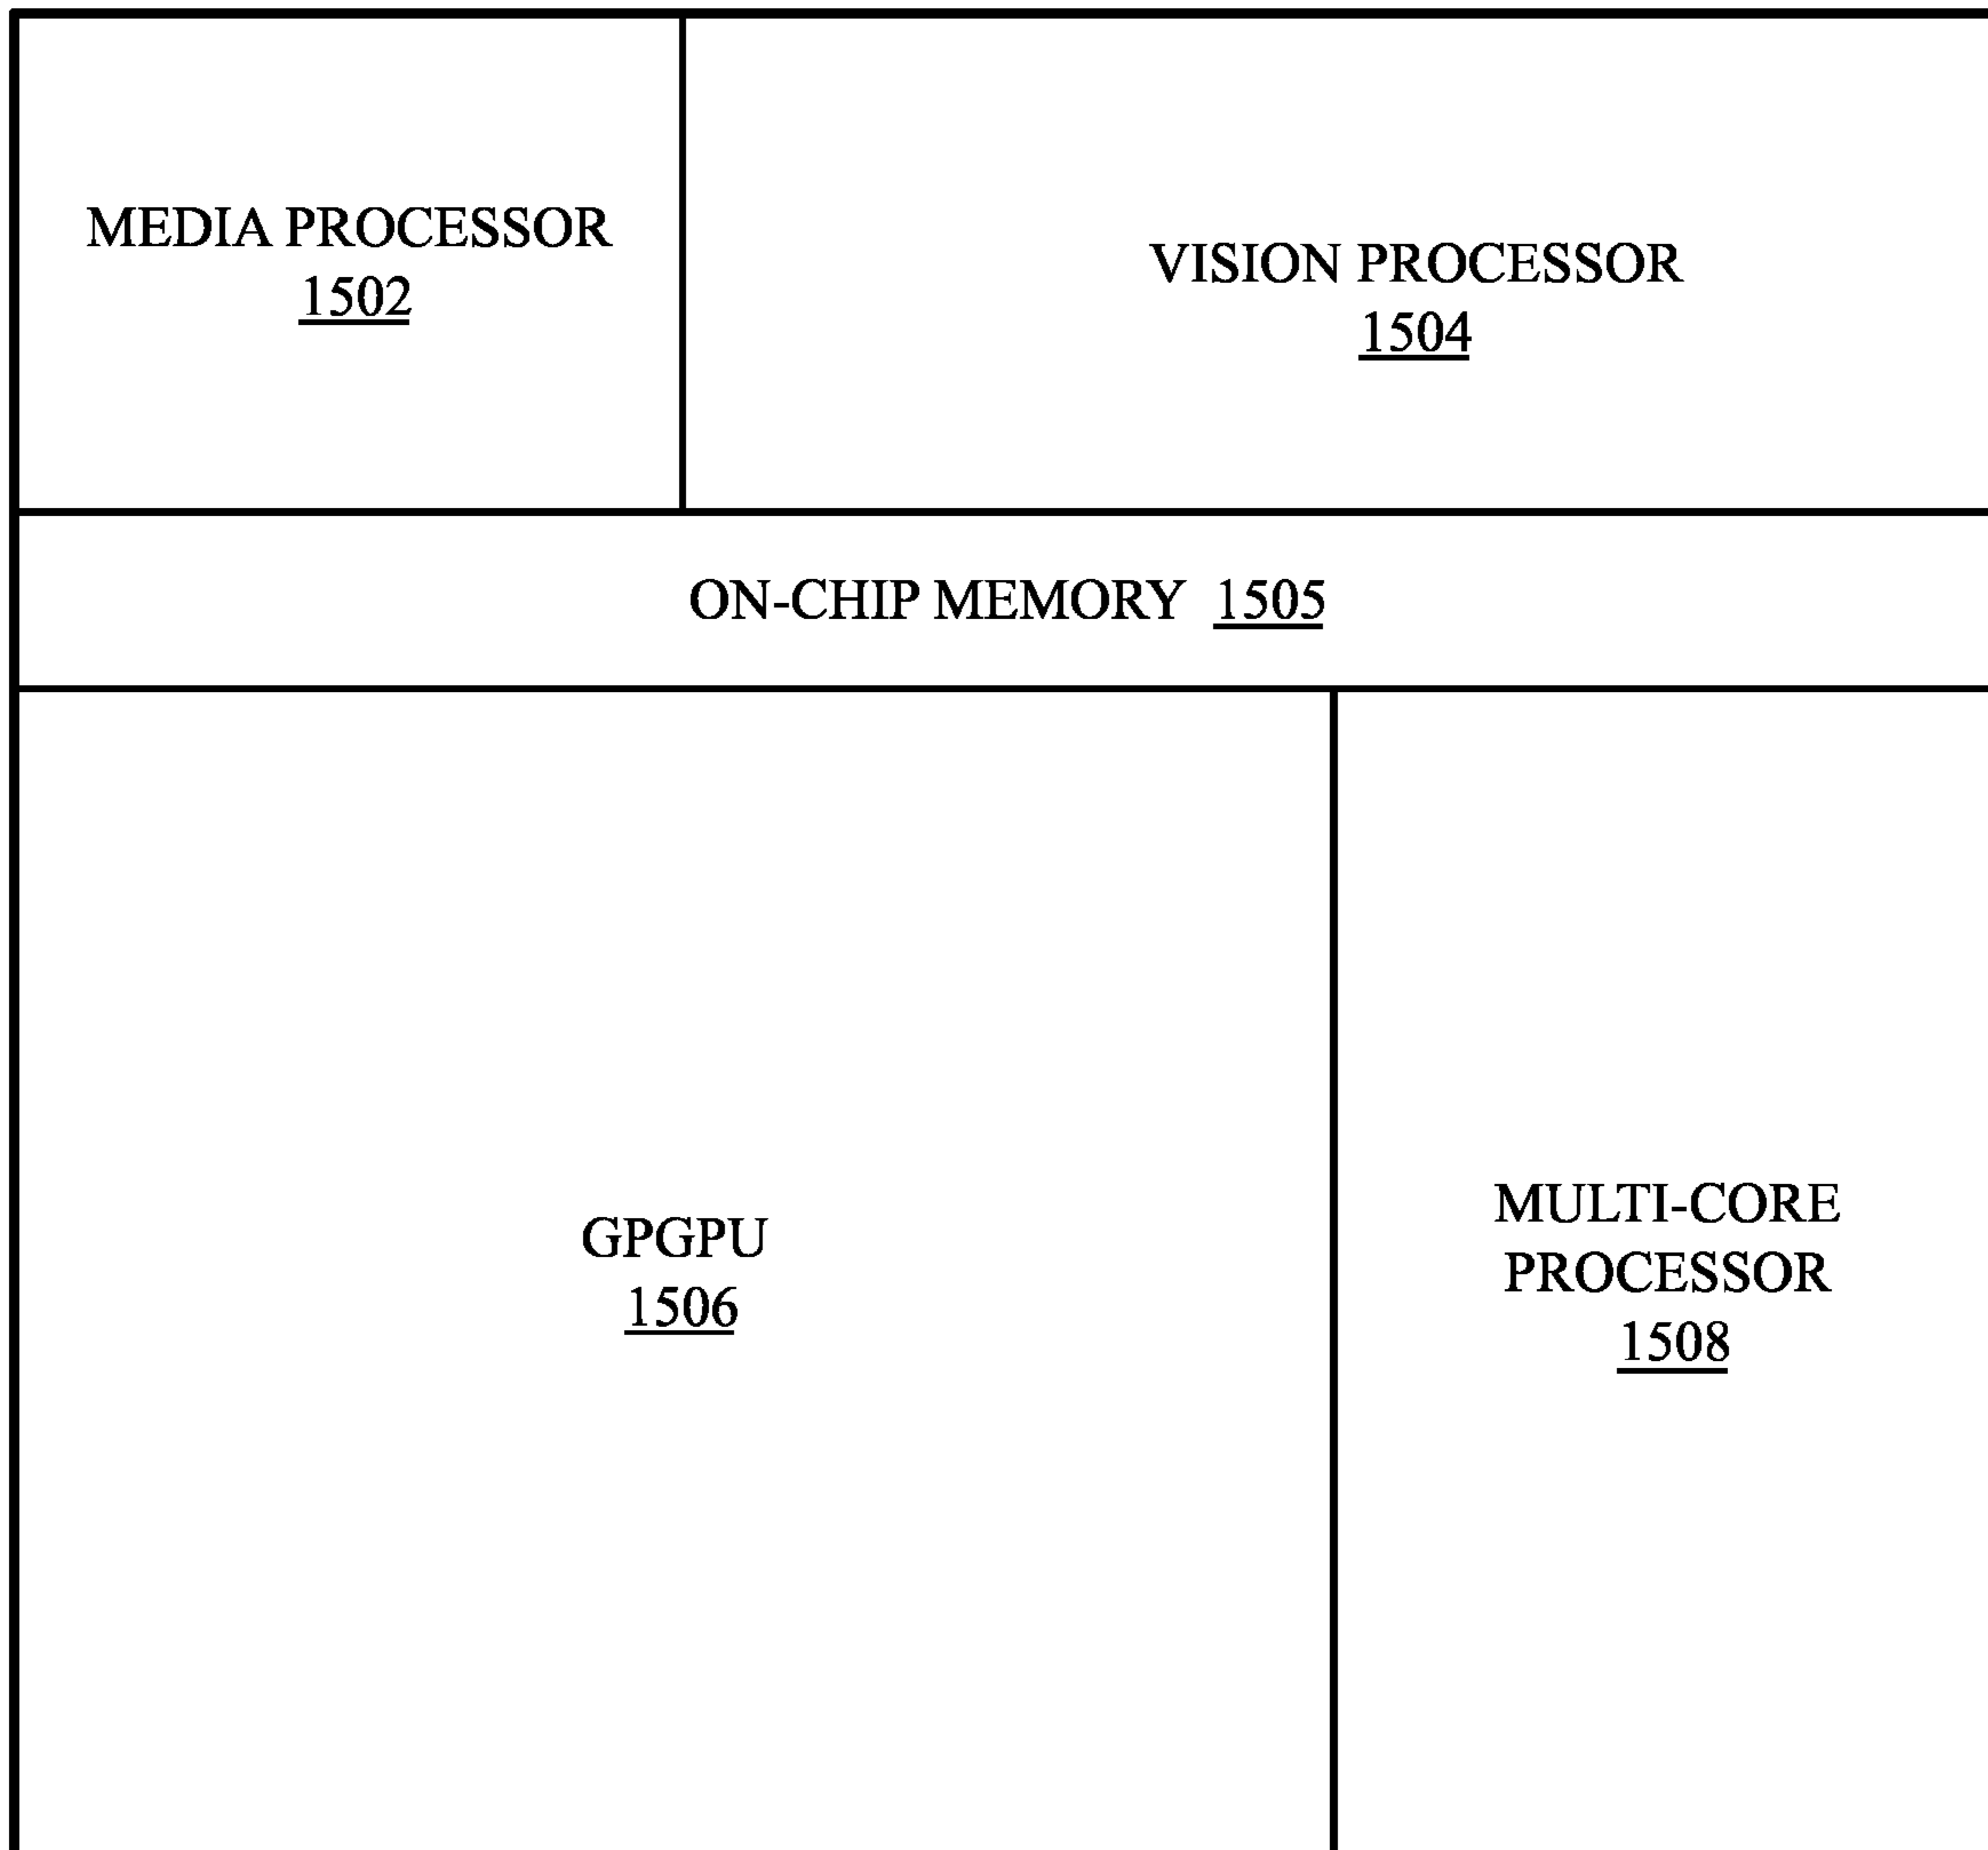 MEDIA PROCESSOR
1502
VISION PROCESSOR
1504
ON-CHIP MEMORY 1505
GPGPU
1506
MULTI-CORE
PROCESSOR
1508